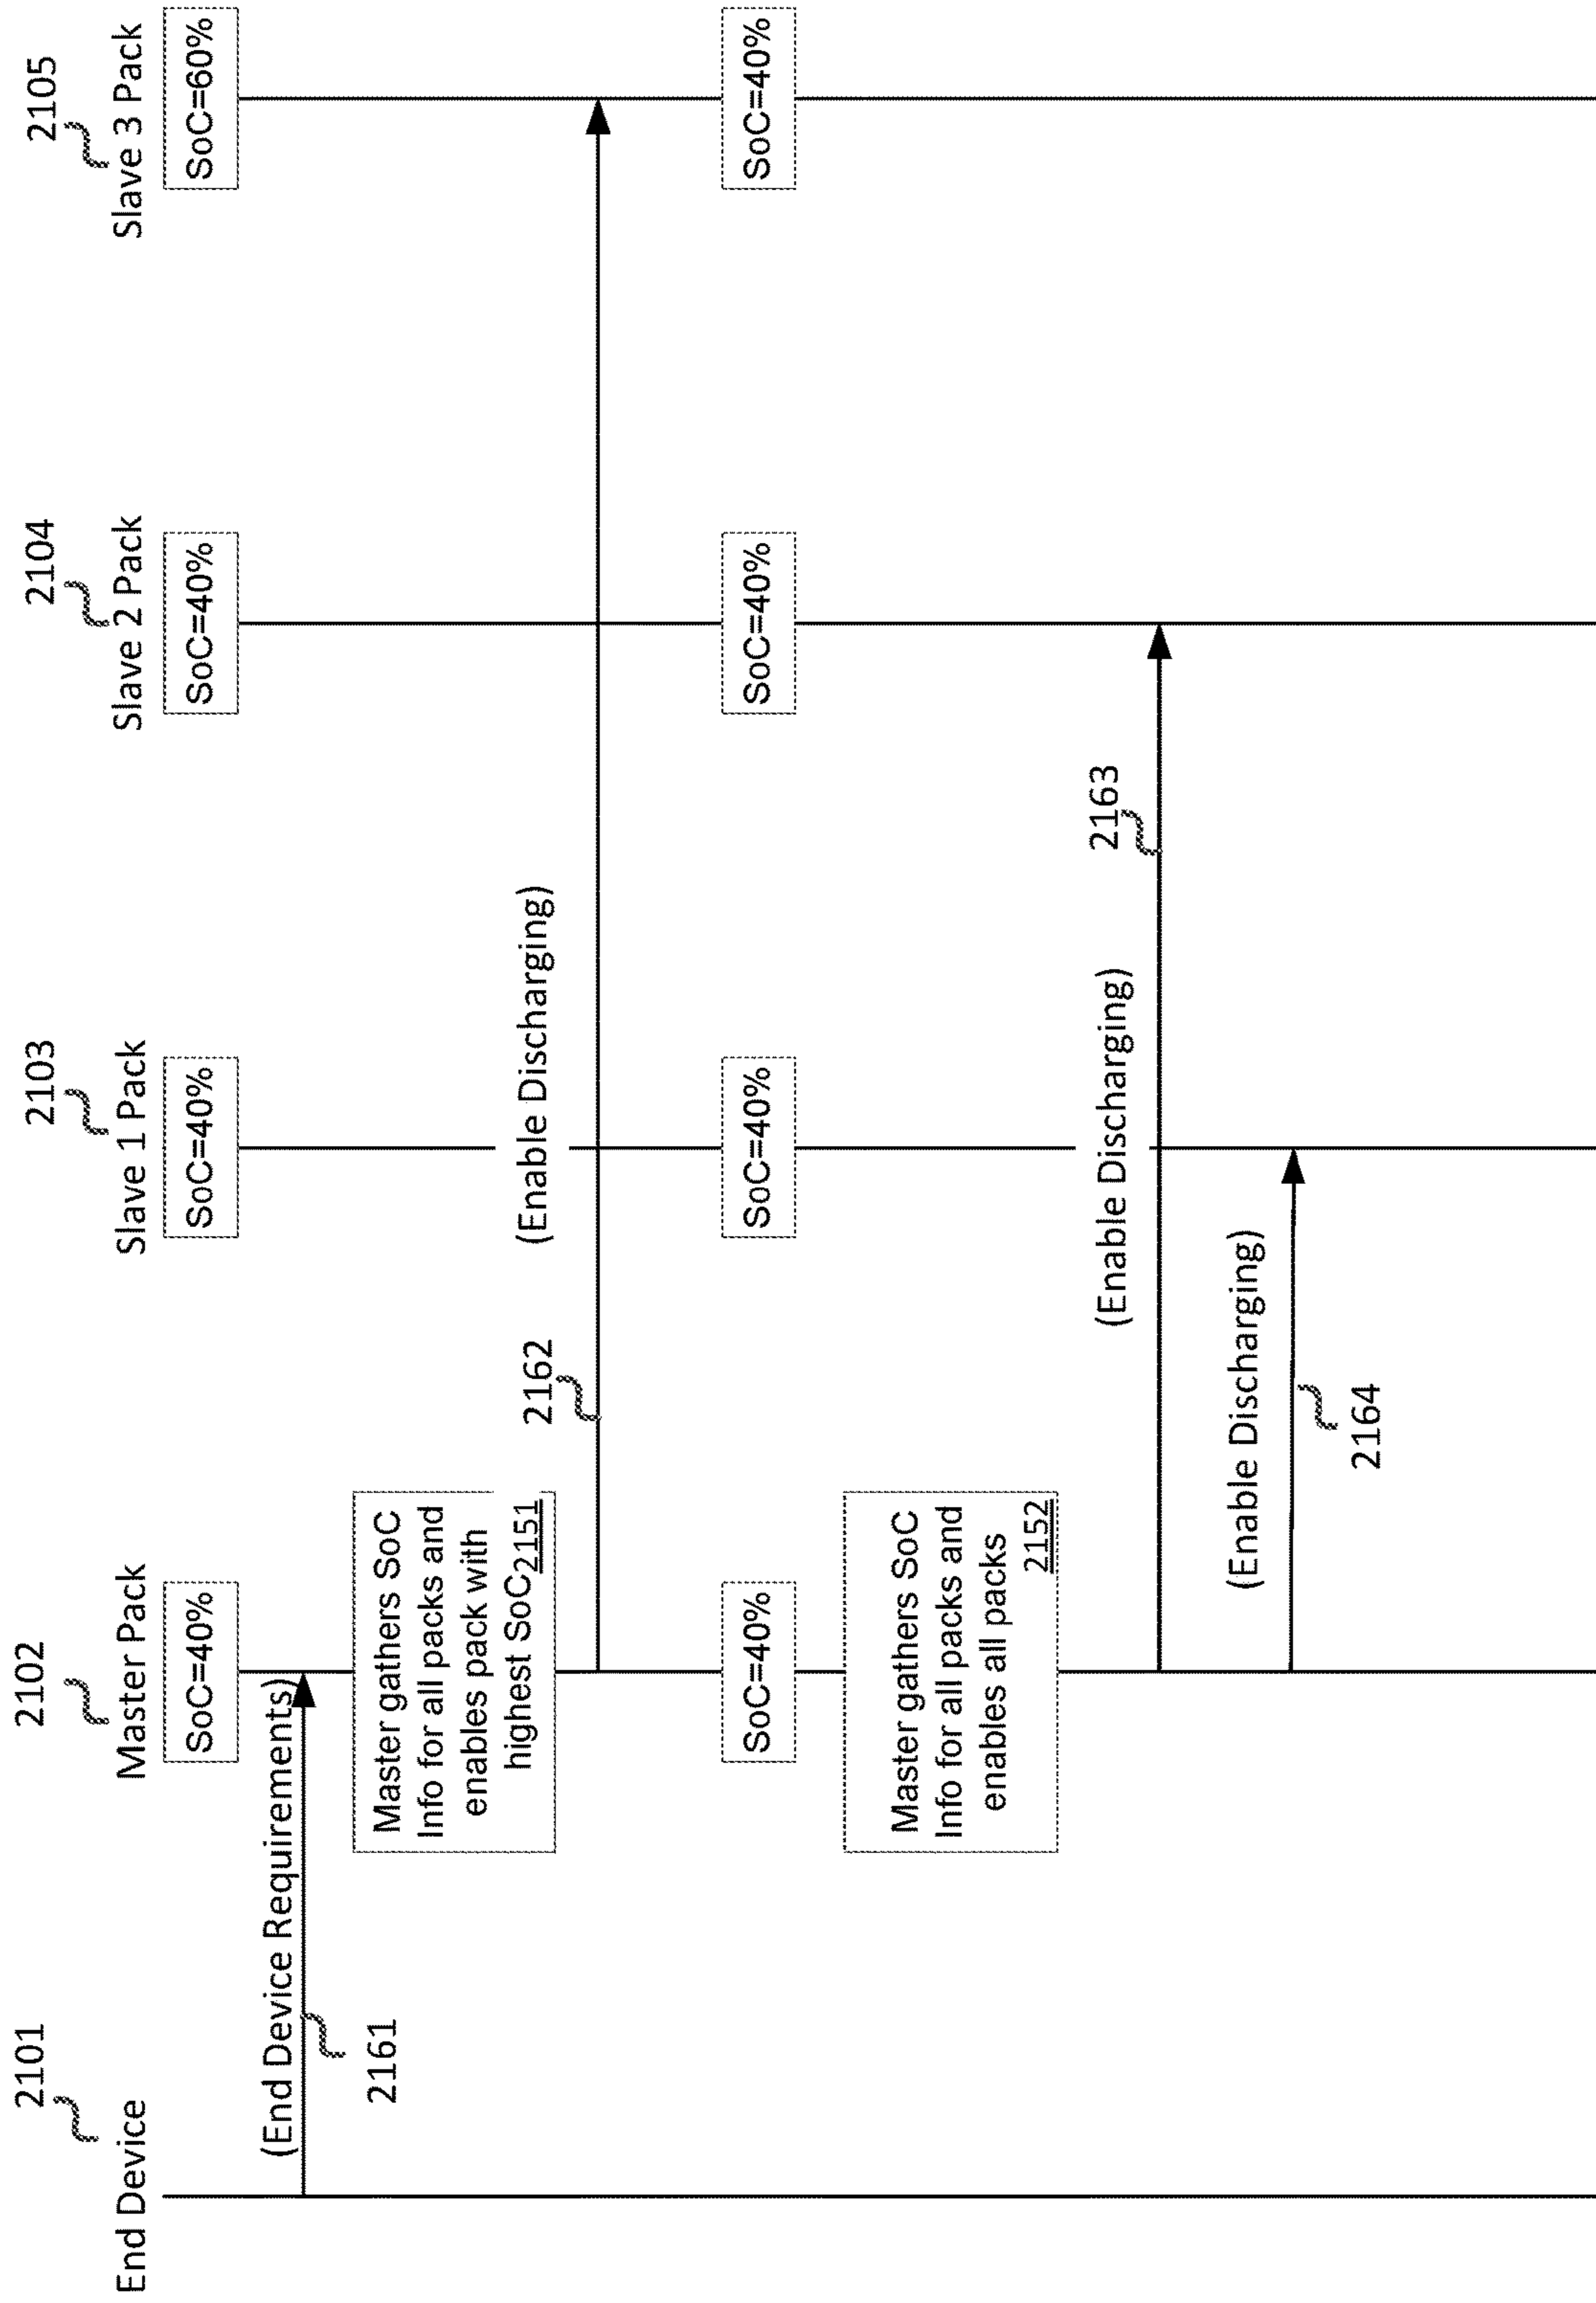 2101
2102
2103
2104
2105
End Device
Master Pack
Slave 1 Pack
Slave 2 Pack
Slave 3 Pack
SoC=40%
SoC=40%
SoC=40%
SoC=60%
(End Device Requirements)
2161
Master gathers SoC
Info for all packs and
enables pack with
highest SoC 2151
2162
(Enable Discharging)
SoC=40%
SoC=40%
SoC=40%
SoC=40%
Master gathers SoC
Info for all packs and
enables all packs
2152
(Enable Discharging)
2163
(Enable Discharging)
2164